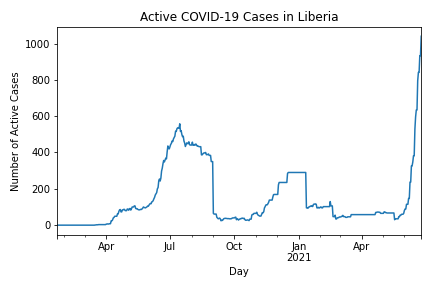 Active COVID-19 Cases in Liberia
Number of Active Cases
1000
800
600
400
200
0
Apr
Jul
Oct
Jan
2021
Apr
Day